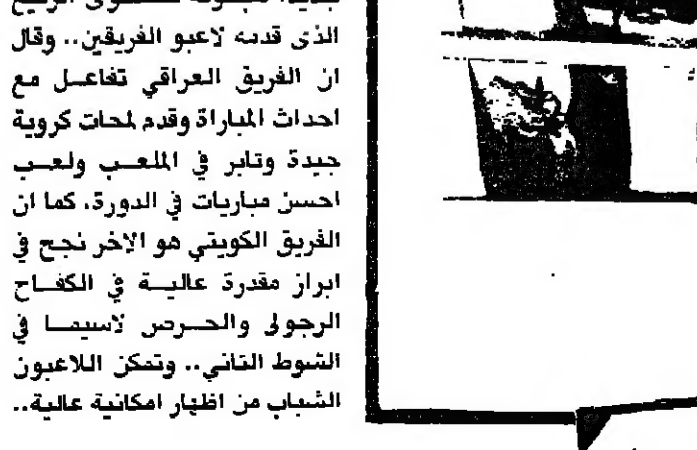 الذى قدمه لاعبو الفريقين.. وقال
ان الفريق العراقي تفاعل مع
احداث المباراة وقدم لمحات كروية
جيدة وثابر في الملعب ولعب
احسن مباريات في الدورة، كما ان
الفريق الكويتي هو الاخر نجح في
ابراز مقدرة عالية في الكفاح
الرجولي والحرص لاسيما في
الشوط الثاني.. وتمكن اللاعبون
الشباب من اظهار امكانية عالية..